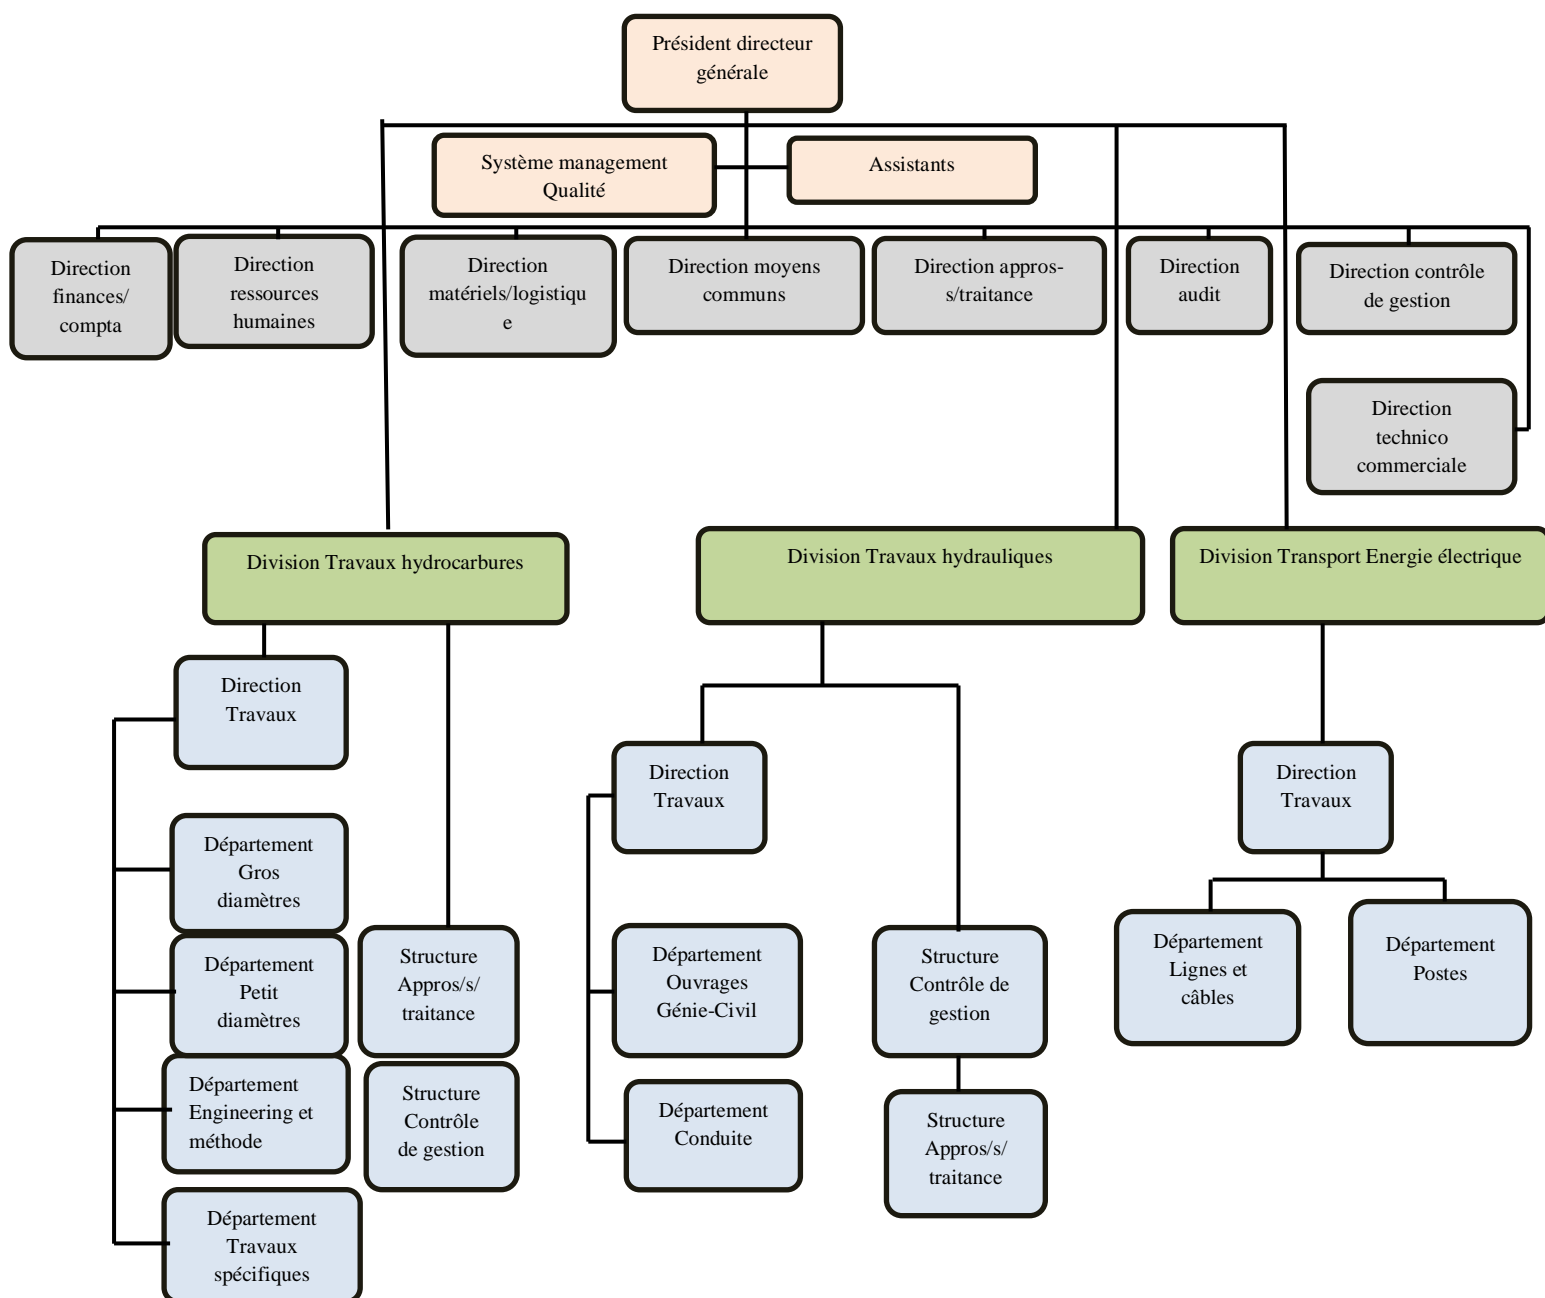 Président directeur
générale
Système management
Qualité
Assistants
Direction
finances/
compta
Direction
ressources
humaines
Direction
matériels/logistiqu
e
Direction moyens
communs
Direction appros-
s/traitance
Direction
audit
Direction contrôle
de gestion
Direction
technico
commerciale
Division Travaux hydrocarbures
Division Travaux hydrauliques
Division Transport Energie électrique
Direction
Travaux
Département
Gros
diamètres
Département
Petit
diamètres
Département
Engineering et
méthode
Département
Travaux
spécifiques
Structure
Appros/s/
traitance
Structure
Contrôle
de gestion
Direction
Travaux
Département
Ouvrages
Génie-Civil
Département
Conduite
Structure
Contrôle de
gestion
Structure
Appros/s/
traitance
Direction
Travaux
Département
Lignes et
câbles
Département
Postes